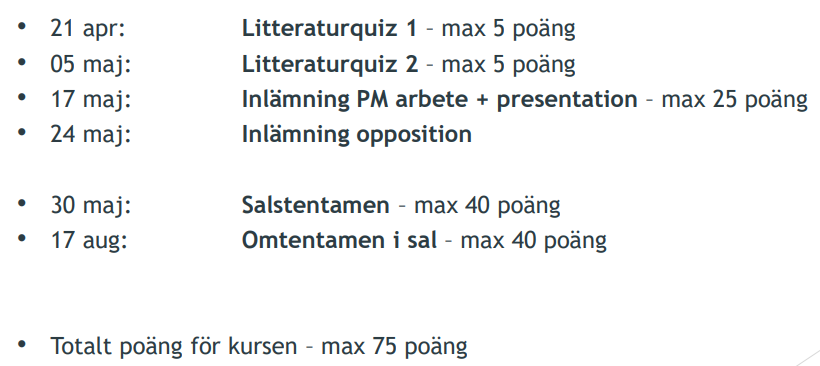 • 21 apr: Litteraturquiz 1 – max 5 poäng
• 05 maj: Litteraturquiz 2 – max 5 poäng
• 17 maj: Inlämning PM arbete + presentation – max 25 poäng
• 24 maj: Inlämning opposition
• 30 maj: Salstentamen – max 40 poäng
• 17 aug: Omtentamen i sal – max 40 poäng
• Totalt poäng för kursen – max 75 poäng